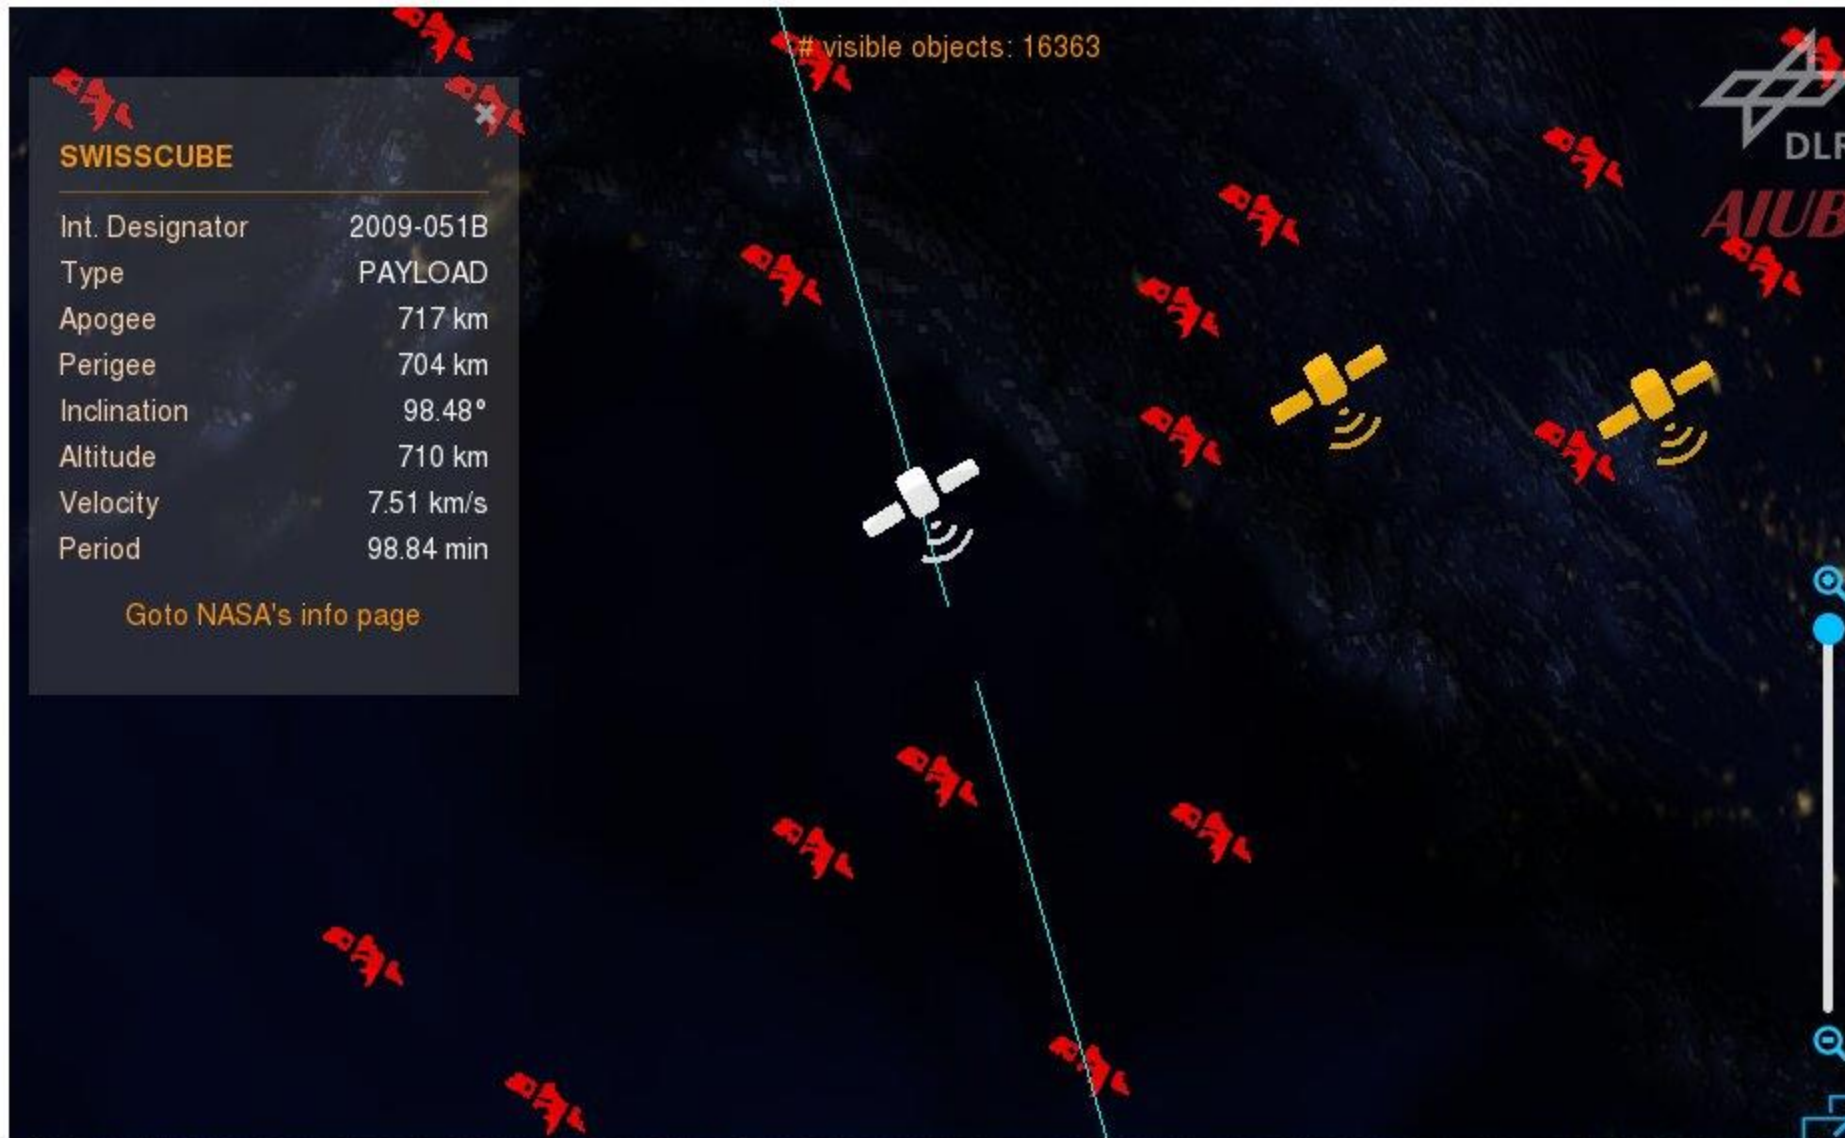 # visible objects: 16363
SWISSCUBE
Int. Designator 2009-051B
Type PAYLOAD
Apogee 717 km
Perigee 704 km
Inclination 98.48°
Altitude 710 km
Velocity 7.51 km/s
Period 98.84 min
Goto NASA's info page
DLR
AIUB